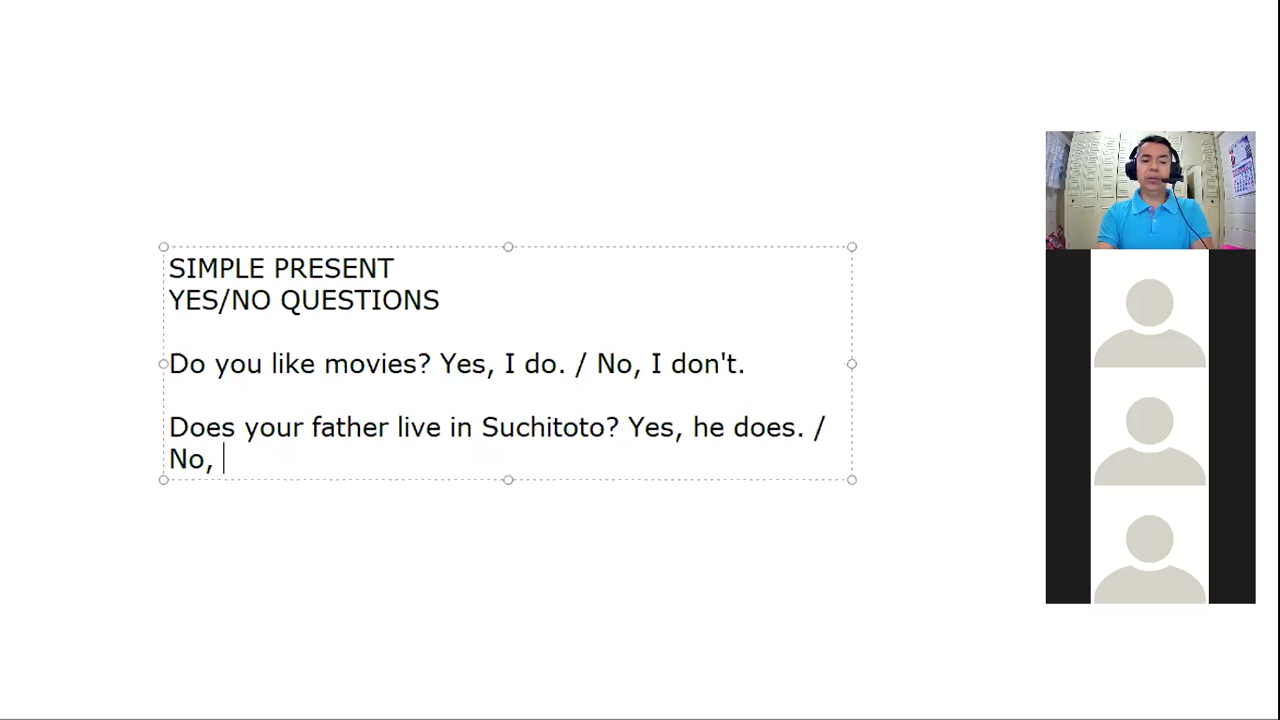 SIMPLE PRESENT
YES/NO QUESTIONS
Do you like movies? Yes, I do. / No, I don't.
Does your father live in Suchitoto? Yes, he does. /
No,